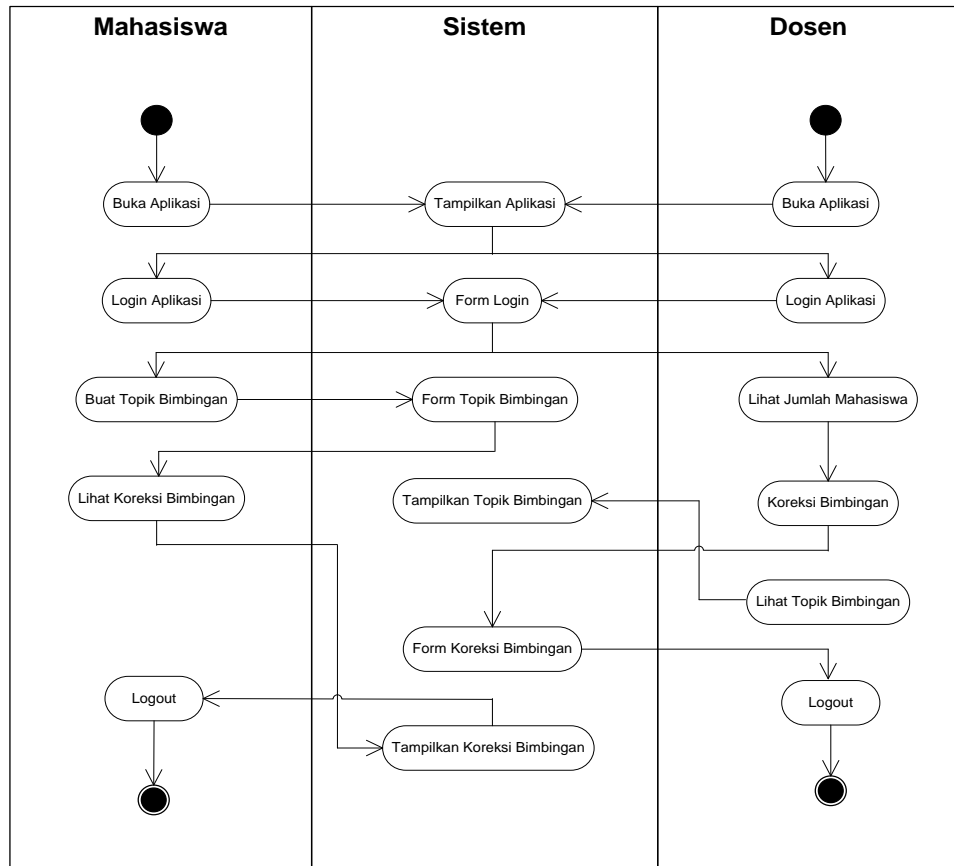 Mahasiswa
Sistem
Dosen
Buka Aplikasi
Tampilkan Aplikasi
Buka Aplikasi
Login Aplikasi
Form Login
Login Aplikasi
Buat Topik Bimbingan
Form Topik Bimbingan
Lihat Jumlah Mahasiswa
Lihat Koreksi Bimbingan
Tampilkan Topik Bimbingan
Koreksi Bimbingan
Lihat Topik Bimbingan
Form Koreksi Bimbingan
Logout
Logout
Tampilkan Koreksi Bimbingan